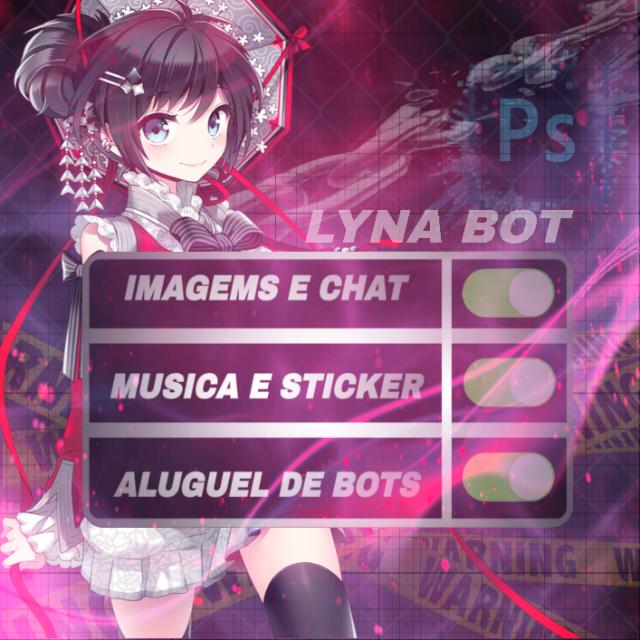 Ps
LYNA BOT
IMAGEMS E CHAT
MUSICA E STICKER
ALUGUEL DE BOTS
WARNING
WARNING